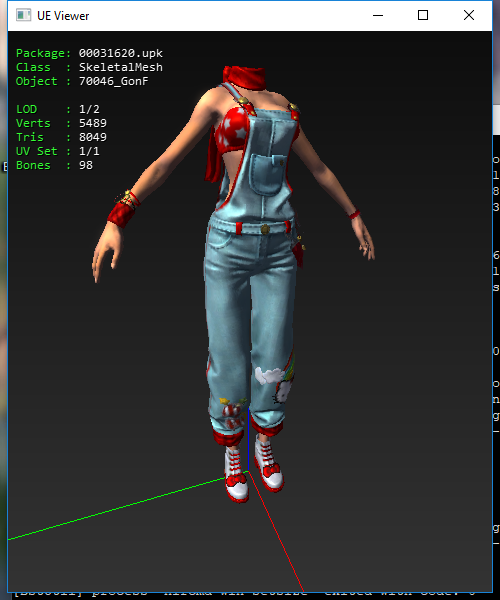 UE Viewer
Package: 00031620.upk
Class : SkeletalMesh
Object : 70046_GonF
LOD : 1/2
Verts : 5489
Tris : 8049
UV Set : 1/1
Bones : 98